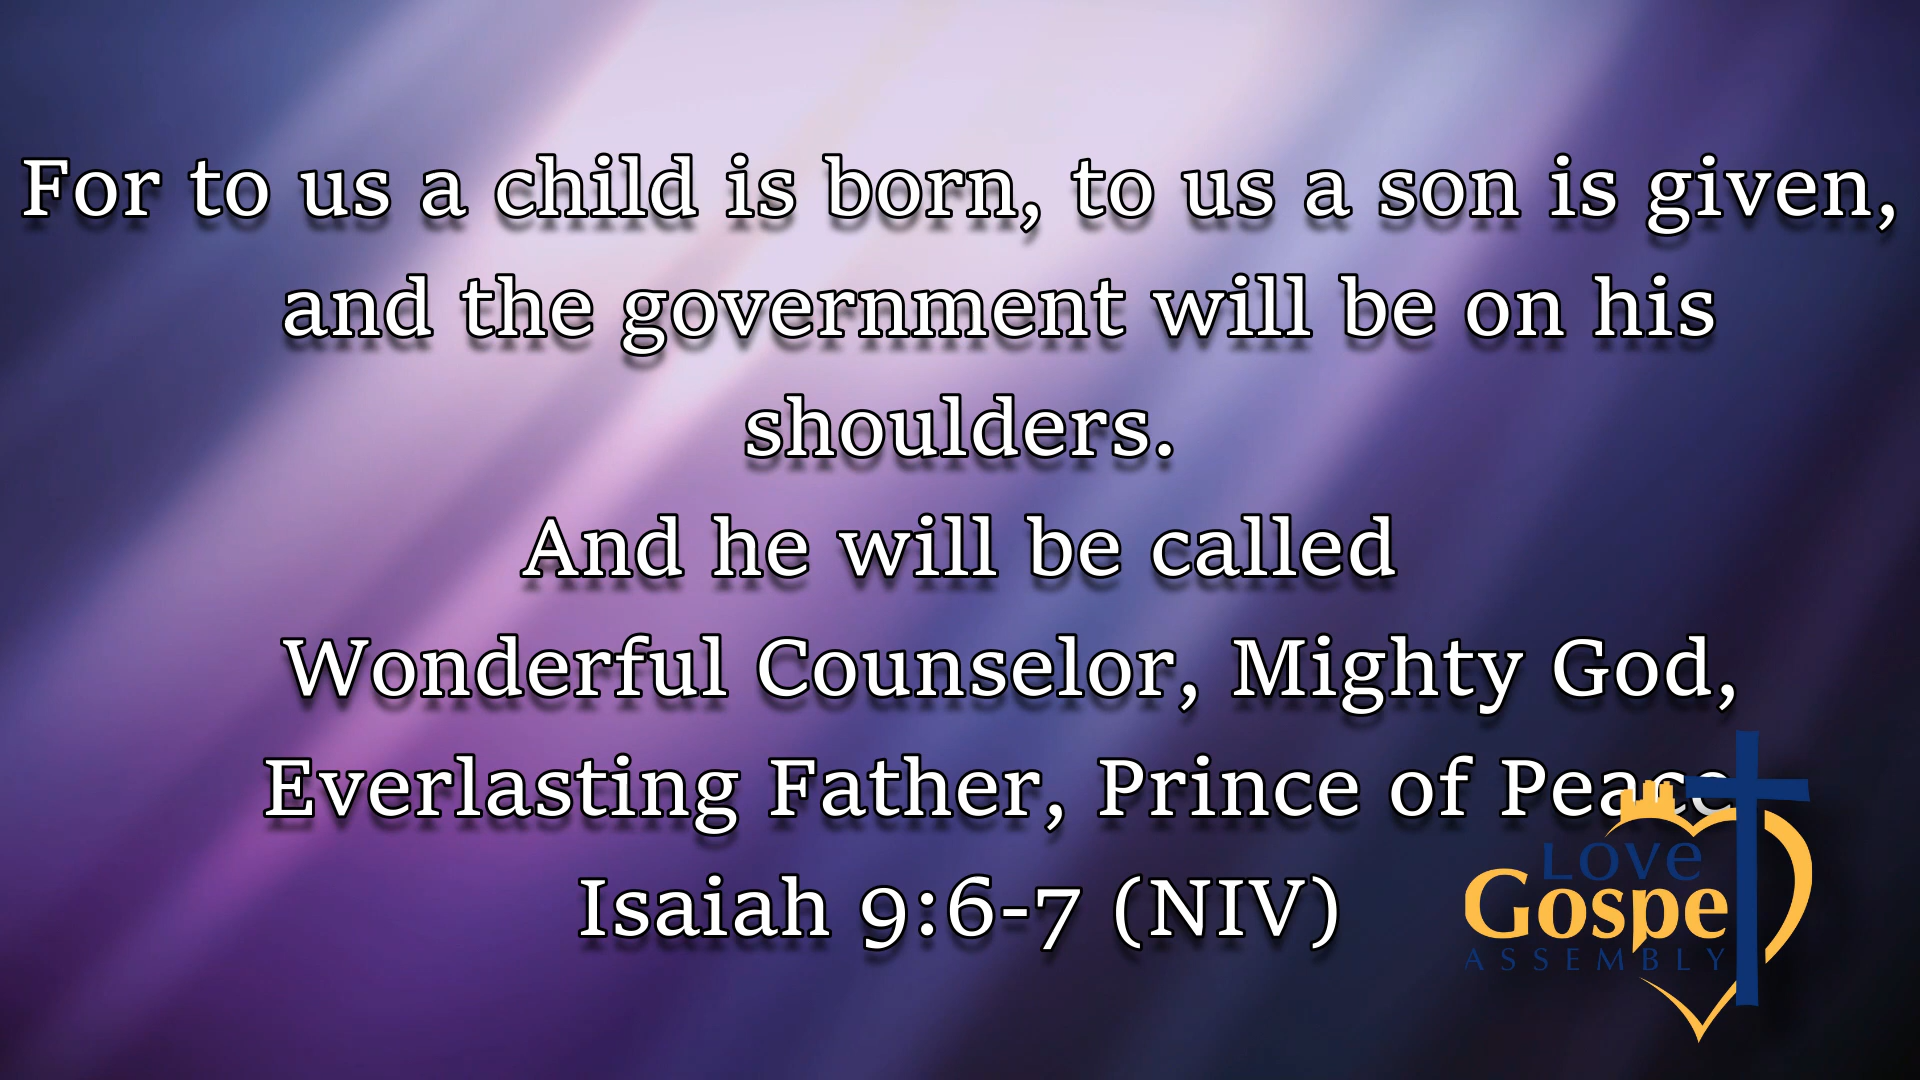 For to us a child is born, to us a son is given,
and the government will be on his
shoulders.
And he will be called
Wonderful Counselor, Mighty God,
Everlasting Father, Prince of Peace
Isaiah 9:6-7 (NIV)
LOVE
Gospel
ASSEMBLY